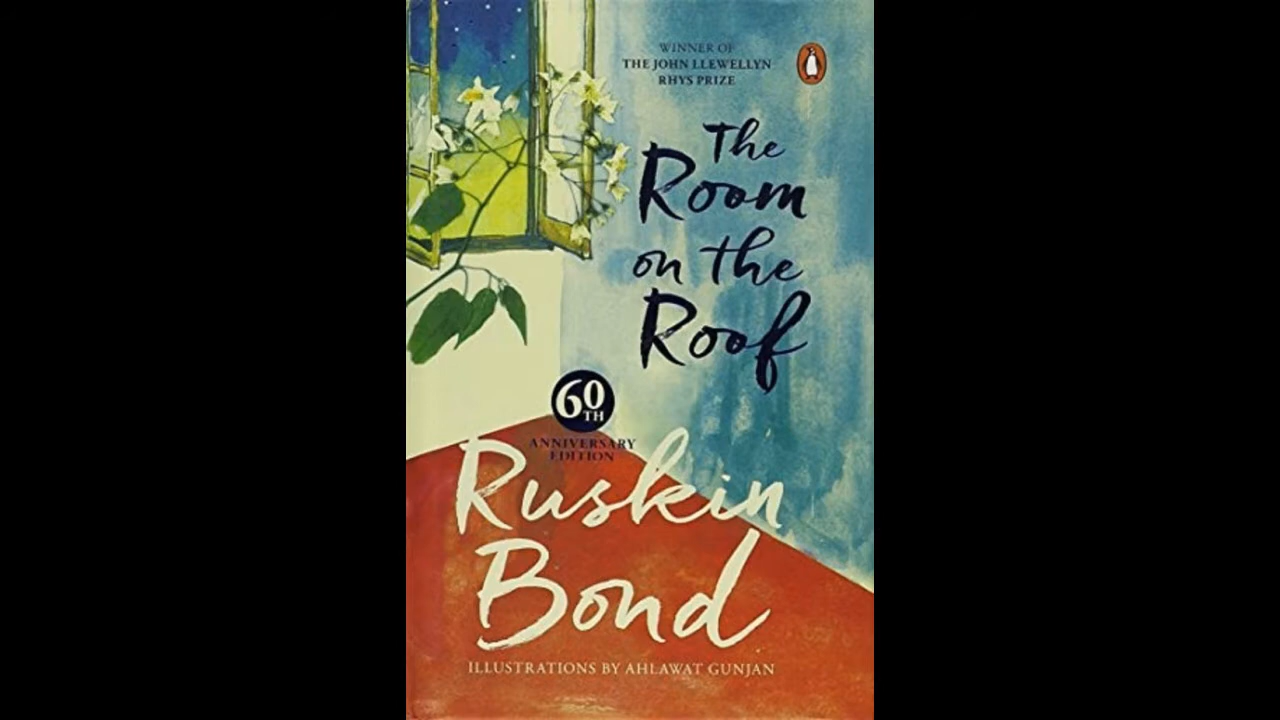 WINNER OF
THE JOHN LLEWELLYN
RHYS PRIZE
The
Room
on the
Roof
60TH
ANNIVERSARY
EDITION
Ruskin
Bond
ILLUSTRATIONS BY AHLAWAT GUNJAN